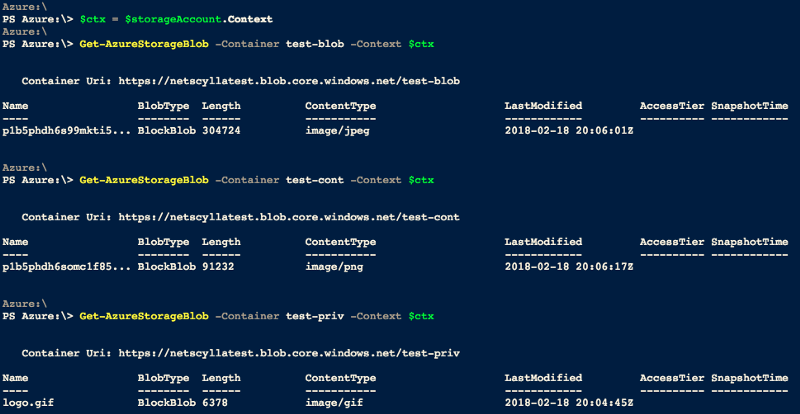 Azure:\
PS Azure:\> $ctx = $storageAccount.Context
Azure:\
PS Azure:\> Get-AzureStorageBlob -Container test-blob -Context $ctx
Container Uri: https://netscyllatest.blob.core.windows.net/test-blob
Name BlobType Length ContentType LastModified AccessTier SnapshotTime
---- -------- ------ ----------- ------------ ---------- ------------
p1b5phdh6s99mkti5... BlockBlob 304724 image/jpeg 2018-02-18 20:06:01Z
Azure:\
PS Azure:\> Get-AzureStorageBlob -Container test-cont -Context $ctx
Container Uri: https://netscyllatest.blob.core.windows.net/test-cont
Name BlobType Length ContentType LastModified AccessTier SnapshotTime
---- -------- ------ ----------- ------------ ---------- ------------
p1b5phdh6somc1f85... BlockBlob 91232 image/png 2018-02-18 20:06:17Z
Azure:\
PS Azure:\> Get-AzureStorageBlob -Container test-priv -Context $ctx
Container Uri: https://netscyllatest.blob.core.windows.net/test-priv
Name BlobType Length ContentType LastModified AccessTier SnapshotTime
---- -------- ------ ----------- ------------ ---------- ------------
logo.gif BlockBlob 6378 image/gif 2018-02-18 20:04:45Z